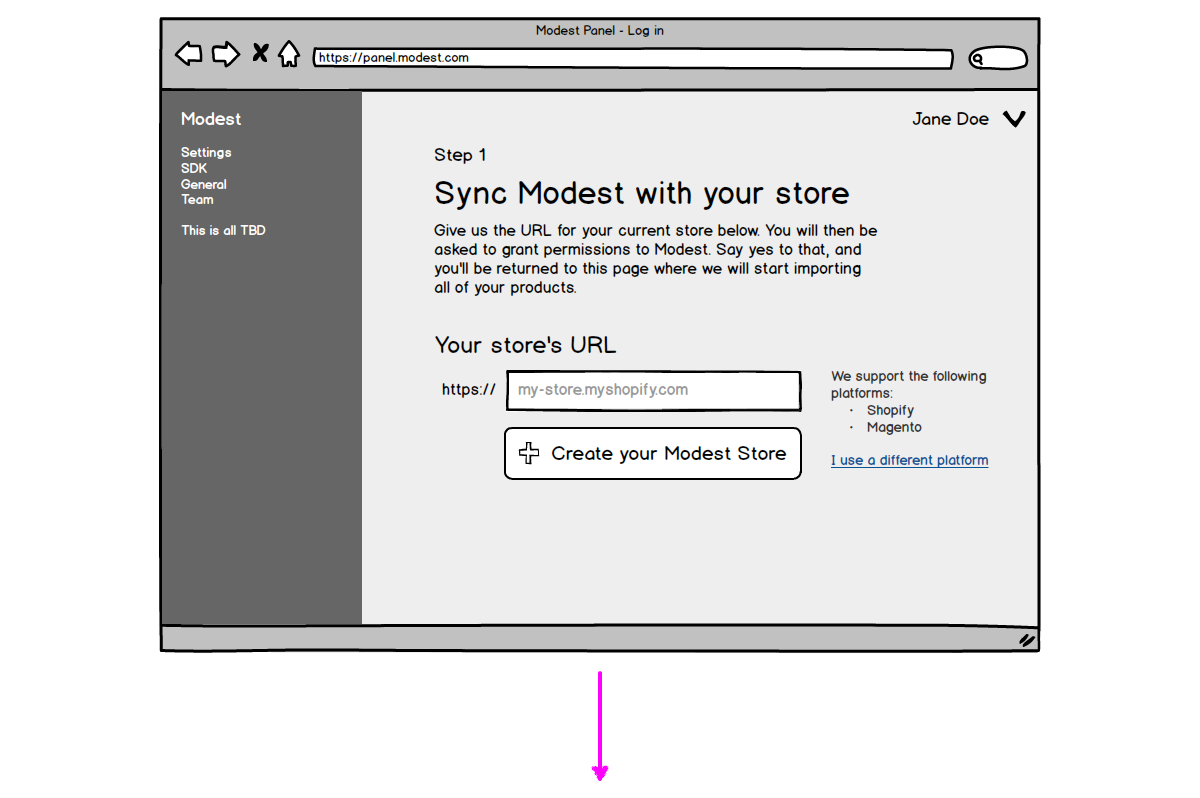 Modest Panel - Log in
https://panel.modest.com
Modest
Settings
SDK
General
Team
This is all TBD
Jane Doe
Step 1
Sync Modest with your store
Give us the URL for your current store below. You will then be
asked to grant permissions to Modest. Say yes to that, and
you'll be returned to this page where we will start importing
all of your products.
Your store's URL
https:// my-store.myshopify.com
Create your Modest Store
We support the following
platforms:
· Shopify
· Magento
I use a different platform